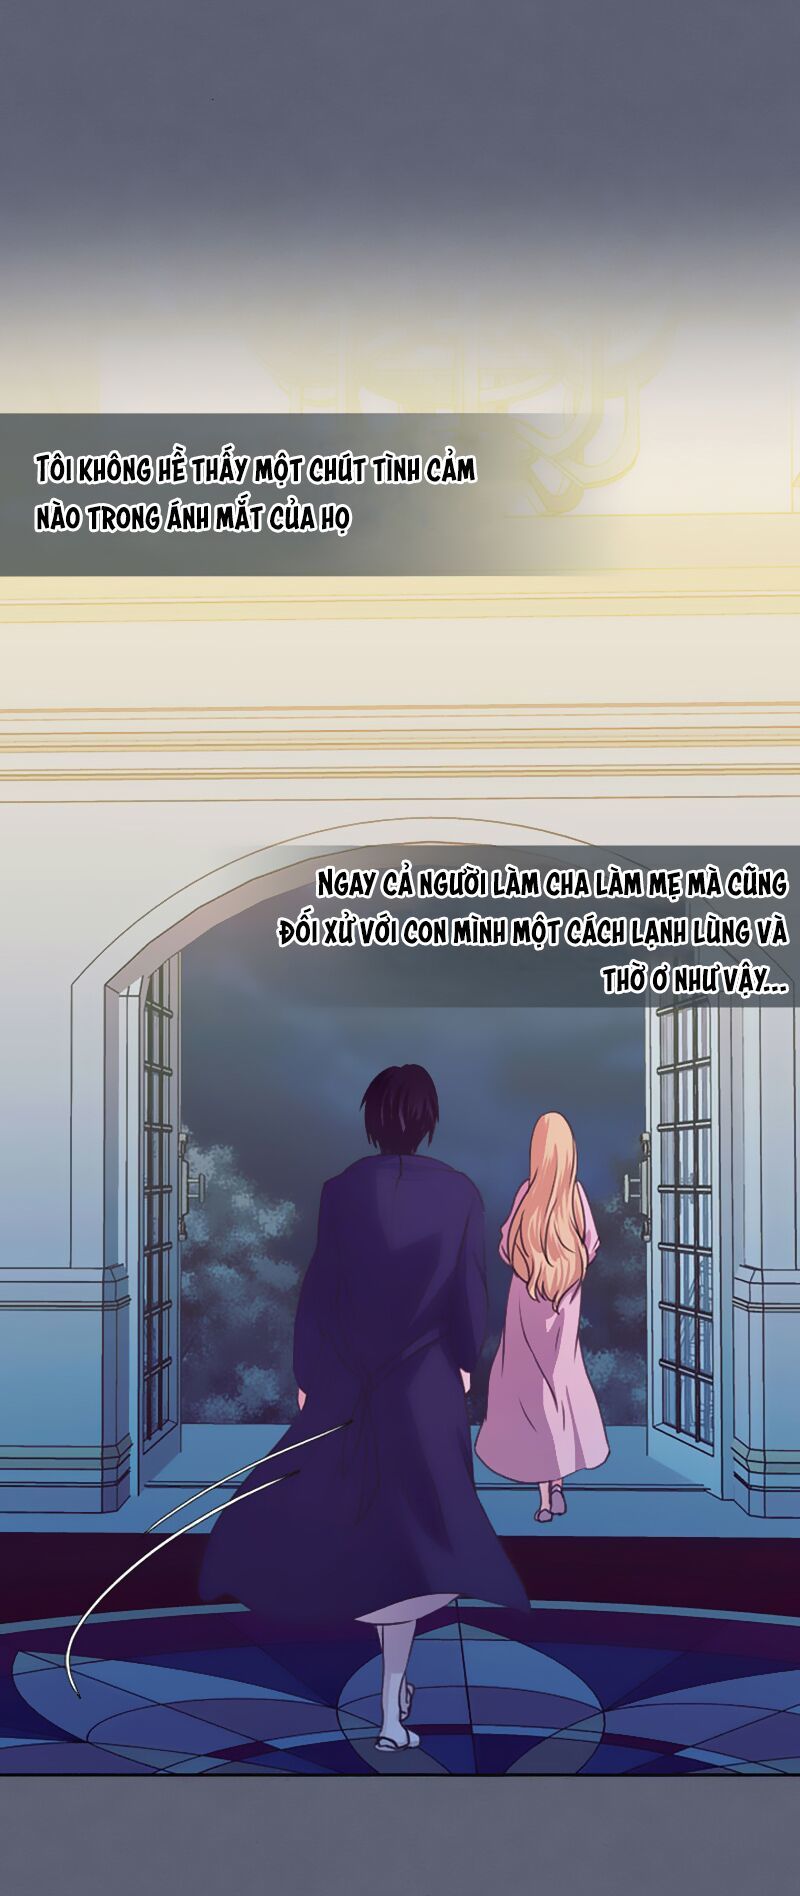 TÔI KHÔNG HỀ THẤY MỘT CHÚT TÌNH CẢM
NÀO TRONG ÁNH MẮT CỦA HỌ
NGAY CẢ NGƯỜI LÀM CHA LÀM MẸ MÀ CŨNG
ĐỐI XỬ VỚI CON MÌNH MỘT CÁCH LẠNH LÙNG VÀ
THỜ Ơ NHƯ VẬY...